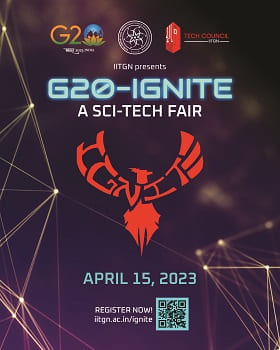 G20
TECH COUNCIL
IITGN
IITGN presents
G20-IGNITE
A SCI-TECH FAIR
IGNITE
APRIL 15, 2023
REGISTER NOW!
iitgn.ac.in/ignite